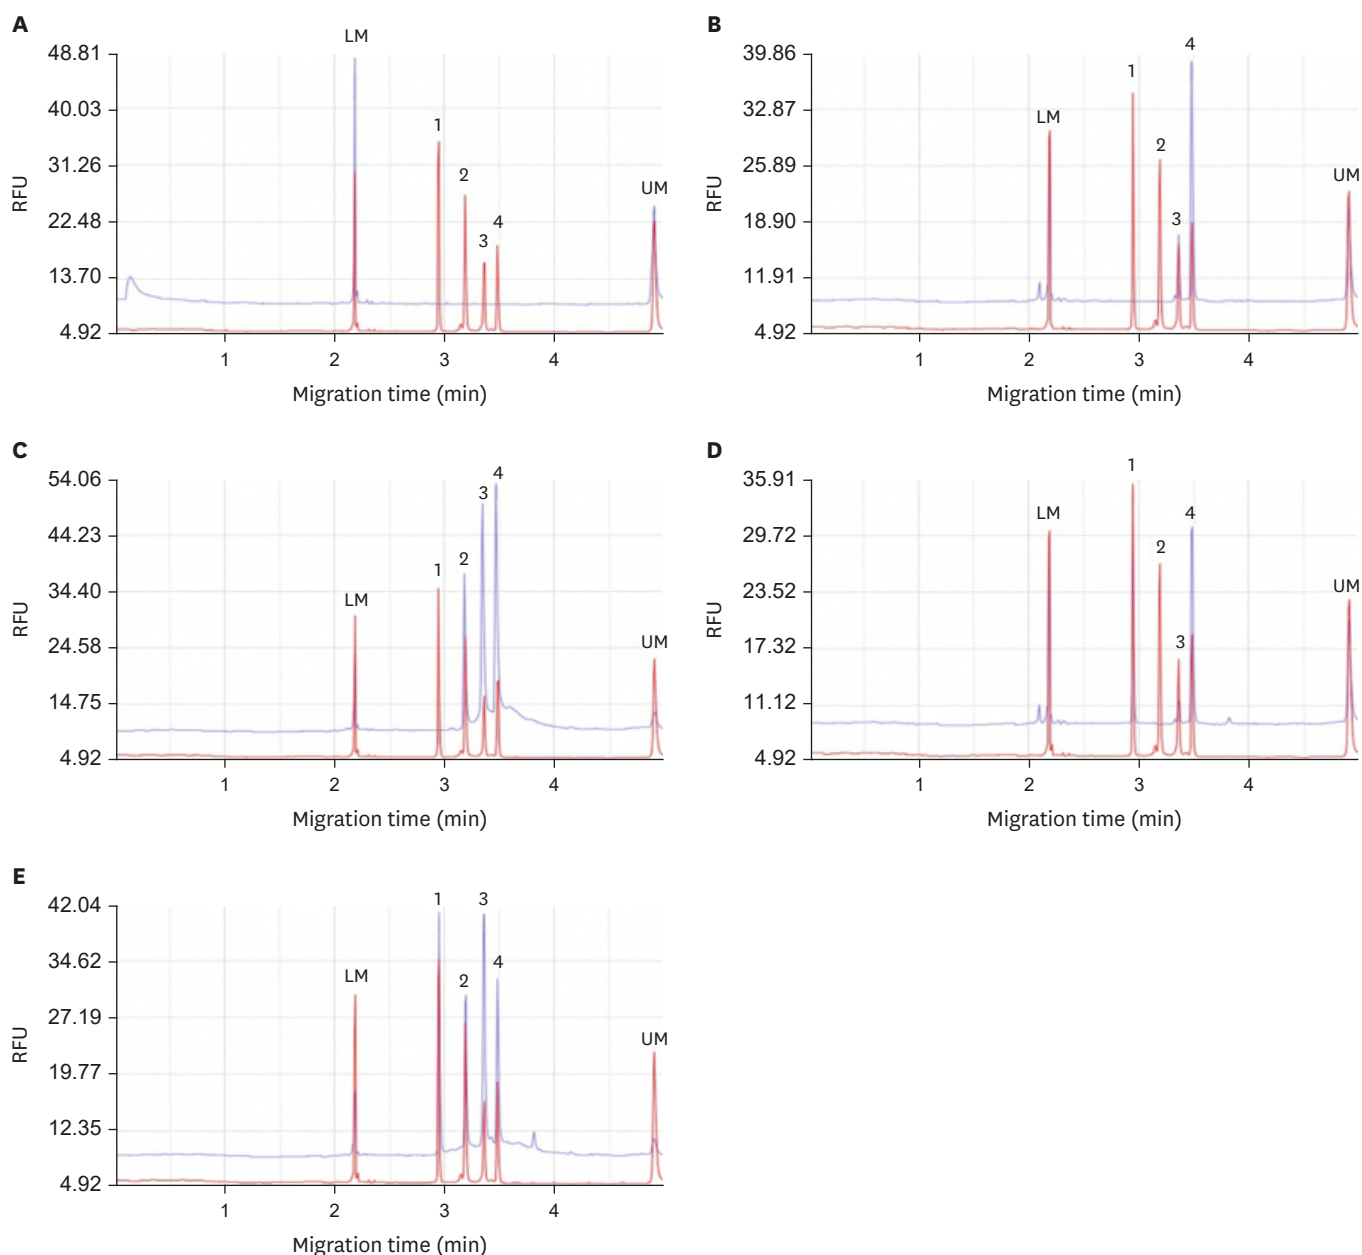 A
48.81
40.03
31.26
22.48
13.70
4.92
RFU
LM
1
2
3
4
UM
1 2 3 4
Migration time (min)
B
39.86
32.87
25.89
18.90
11.91
4.92
RFU
LM
1
2
3
4
UM
1 2 3 4
Migration time (min)
C
54.06
44.23
34.40
24.58
14.75
4.92
RFU
LM
1
2
3
4
UM
1 2 3 4
Migration time (min)
D
35.91
29.72
23.52
17.32
11.12
4.92
RFU
LM
1
2
3
4
UM
1 2 3 4
Migration time (min)
E
42.04
34.62
27.19
19.77
12.35
4.92
RFU
LM
1
2
3
4
UM
1 2 3 4
Migration time (min)